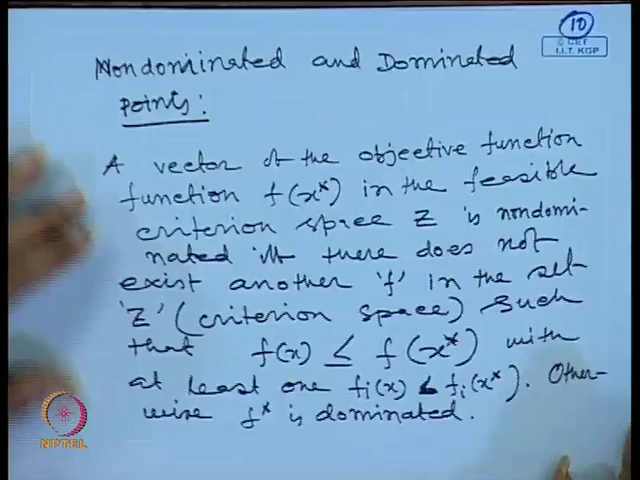 10
© CET
I.I.T. KGP
Nondominated and Dominated
Points:
A vector of the objective function
function f(x*) in the feasible
criterion space Z is nondomi-
nated iff there does not
exist another 'f' in the set
'Z' (criterion space) such
that f(x) ≤ f(x*) with
at least one fi(x) < fi(x*). Other-
wise f* is dominated.
NPTEL